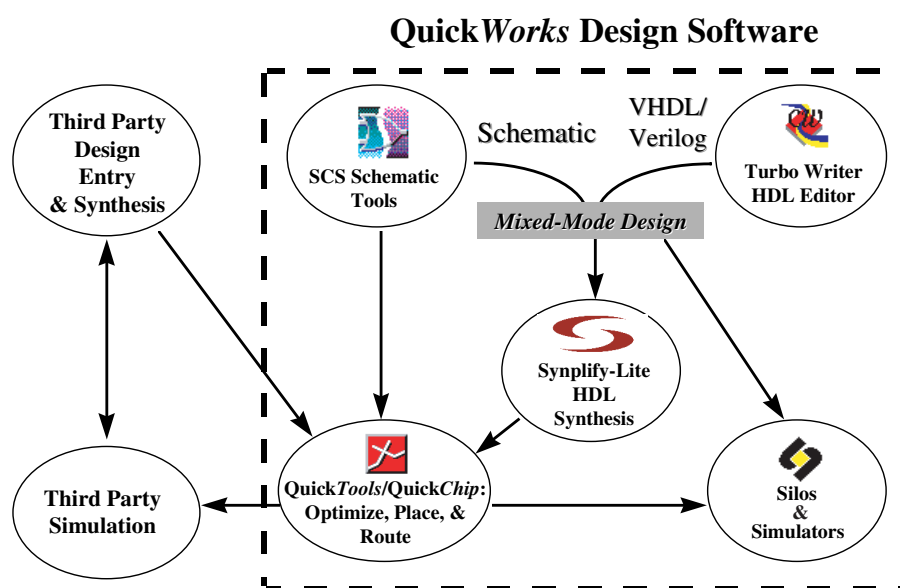 QuickWorks Design Software
Third Party
Design
Entry
& Synthesis
SCS Schematic
Tools
Schematic
VHDL/
Verilog
CW
Turbo Writer
HDL Editor
Mixed-Mode Design
Synplify-Lite
HDL
Synthesis
Third Party
Simulation
QuickTools/QuickChip:
Optimize, Place, &
Route
Silos
&
Simulators